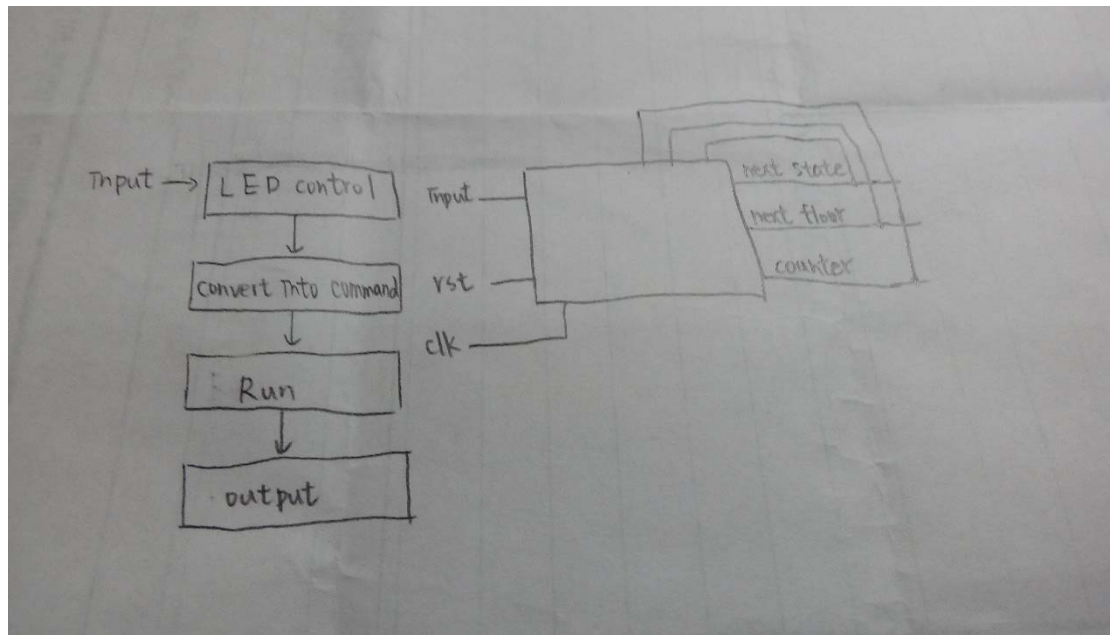 Input
LED control
convert into command
Run
output
Input
rst
clk
next state
next floor
counter